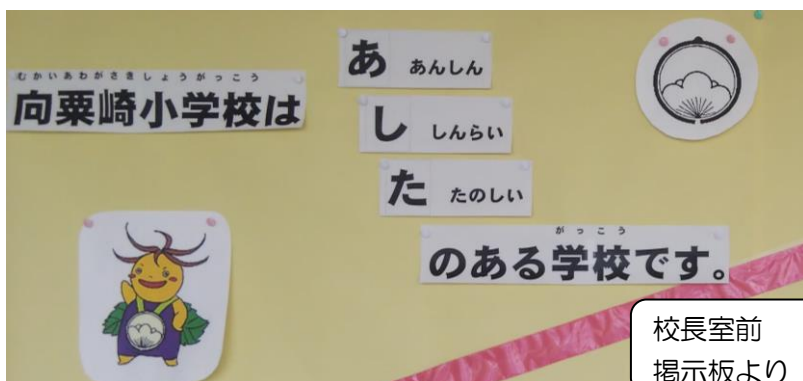 むかいあわがさきしょうがっこう
向粟崎小学校は
あ あんしん
し しんらい
た たのしい
がっこう
のある学校です。
校長室前
掲示板より